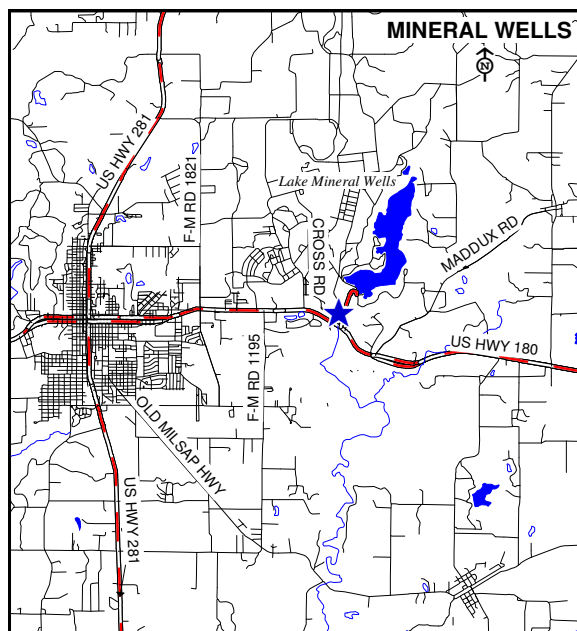 MINERAL WELLS
N
US HWY 281
F-M RD 1821
Lake Mineral Wells
CROSS RD
MADDUX RD
US HWY 180
F-M RD 1195
OLD MILSAP HWY
US HWY 281